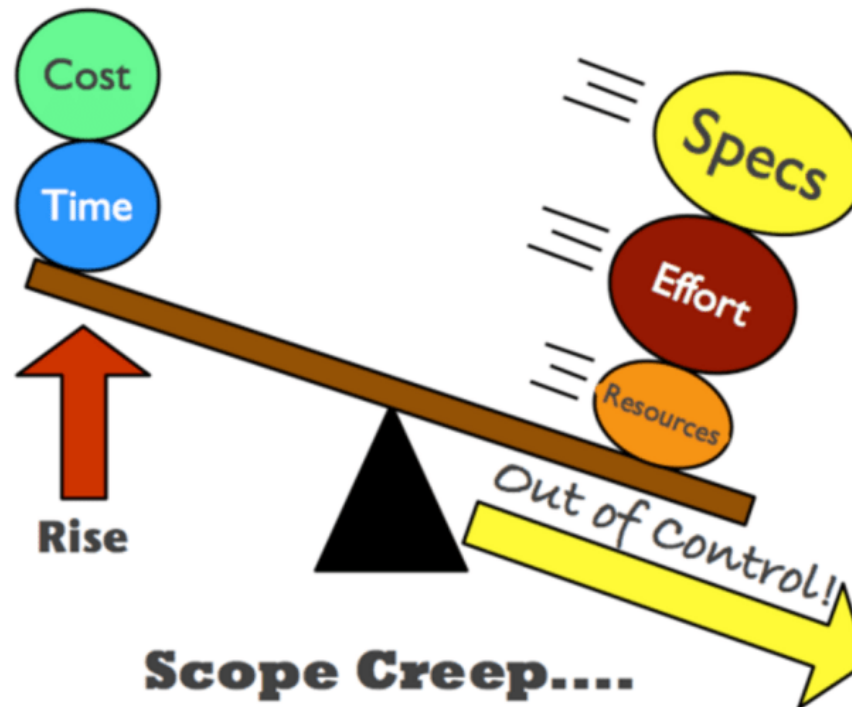 Cost
Time
Specs
Effort
Resources
Out of Control!
Rise
Scope Creep....